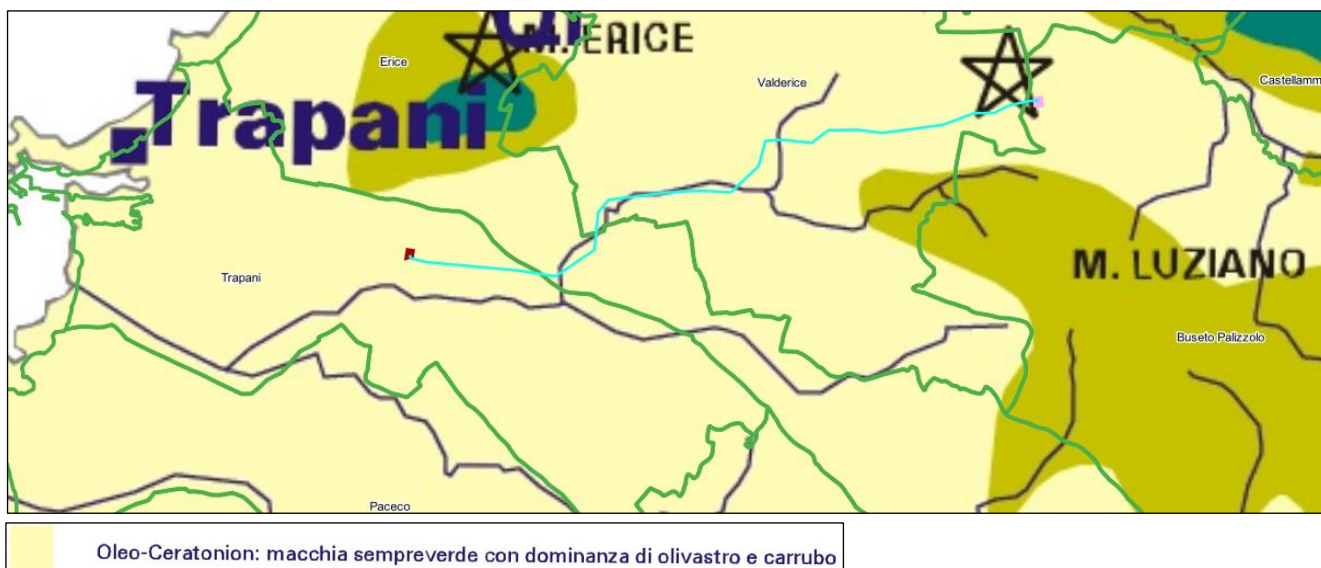 M. ERICE
Erice
Valderice
Castellamm
Trapani
M. LUZIANO
Trapani
Buseto Palizzolo
Paceco
Oleo-Ceratonion: macchia sempreverde con dominanza di olivastro e carrubo